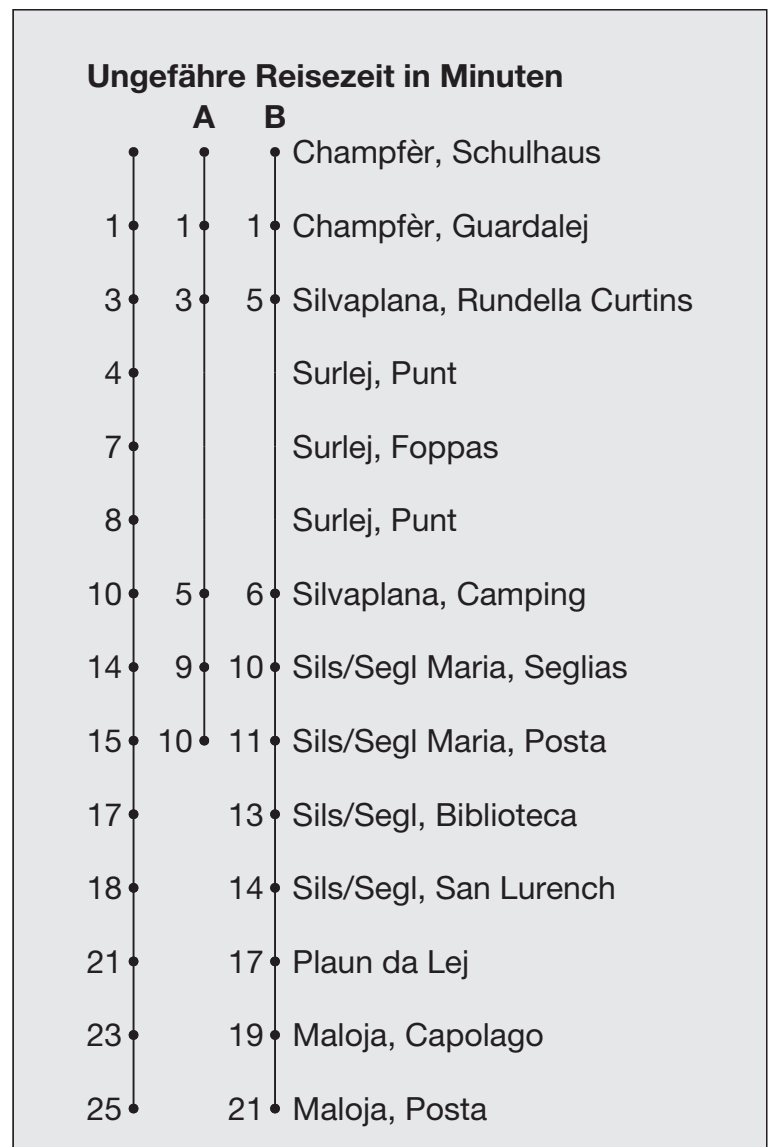 Ungefähre Reisezeit in Minuten
A B
Champfèr, Schulhaus
1 1 1 Champfèr, Guardalej
3 3 5 Silvaplana, Rundella Curtins
4 Surlej, Punt
7 Surlej, Foppas
8 Surlej, Punt
10 5 6 Silvaplana, Camping
14 9 10 Sils/Segl Maria, Seglias
15 10 11 Sils/Segl Maria, Posta
17 13 Sils/Segl, Biblioteca
18 14 Sils/Segl, San Lurench
21 17 Plaun da Lej
23 19 Maloja, Capolago
25 21 Maloja, Posta